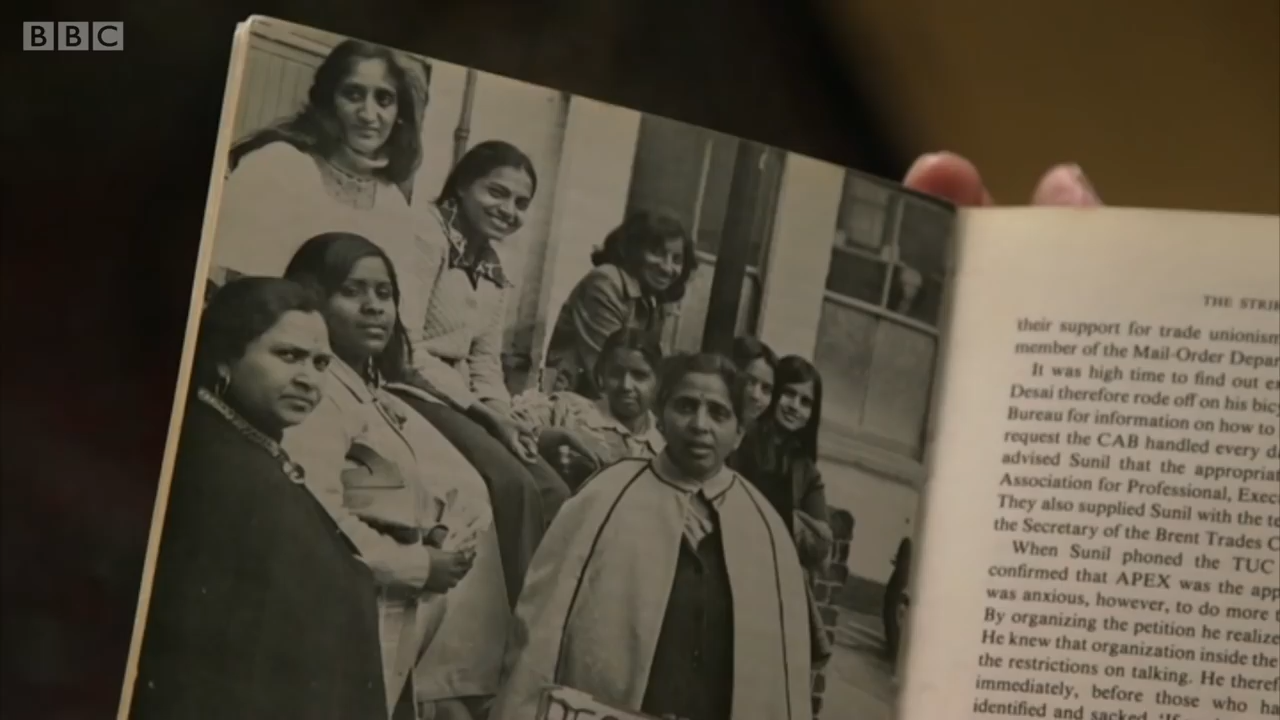 BBC
THE STRI
their support for trade unionism
member of the Mail-Order Depar
It was high time to find out e
Desai therefore rode off on his bic
Bureau for information on how to
request the CAB handled every d
advised Sunil that the appropriat
Association for Professional, Exec
They also supplied Sunil with the te
the Secretary of the Brent Trades C
When Sunil phoned the TUC
confirmed that APEX was the app
was anxious, however, to do more
By organizing the petition he realize
He knew that organization inside the
the restrictions on talking. He theref
immediately, before those who ha
identified and sacked. 'If